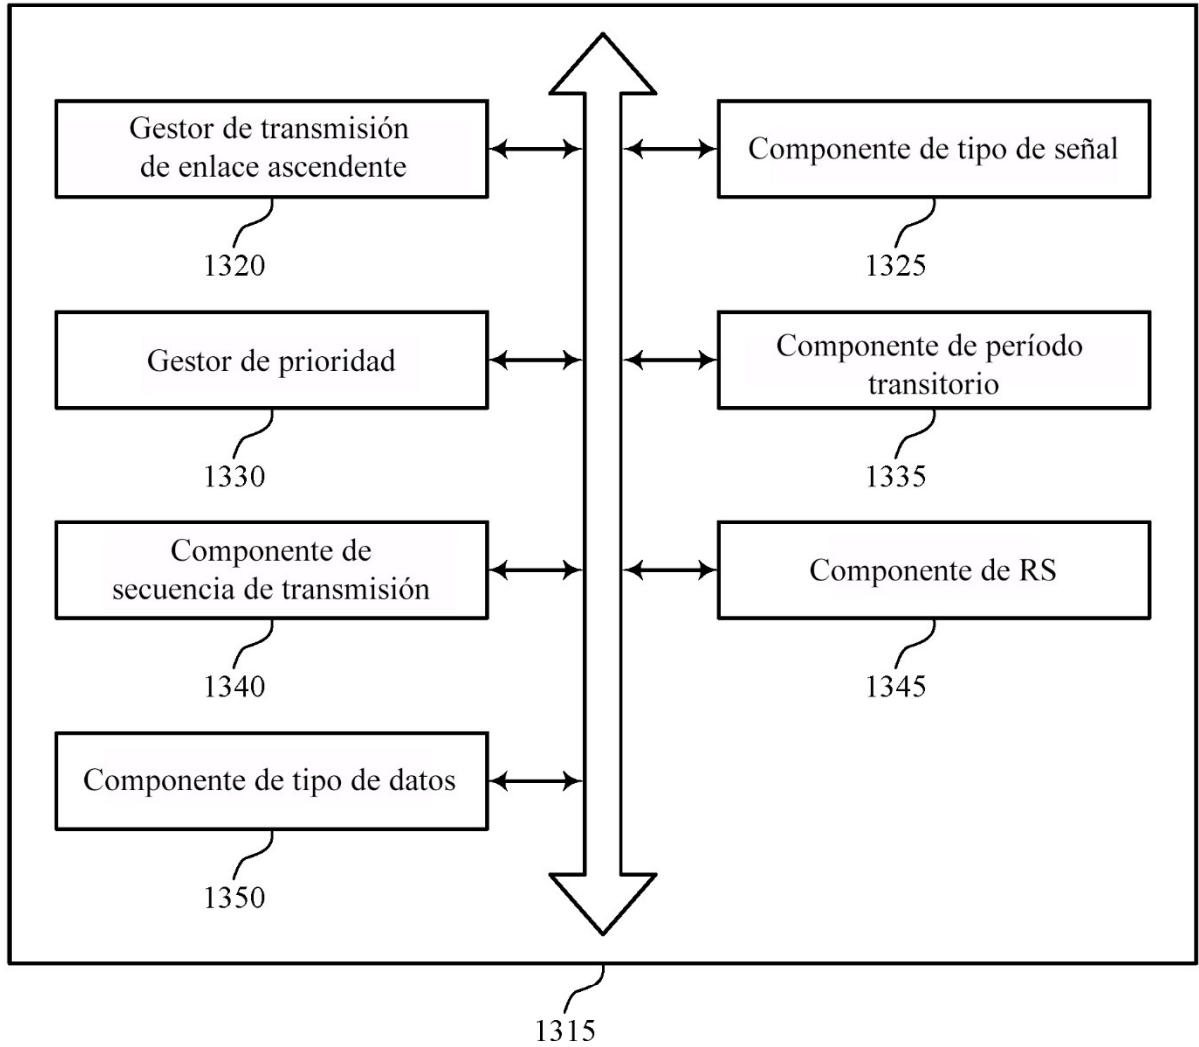 Gestor de transmisión
de enlace ascendente
1320
Componente de tipo de señal
1325
Gestor de prioridad
1330
Componente de período
transitorio
1335
Componente de
secuencia de transmisión
1340
Componente de RS
1345
Componente de tipo de datos
1350
1315